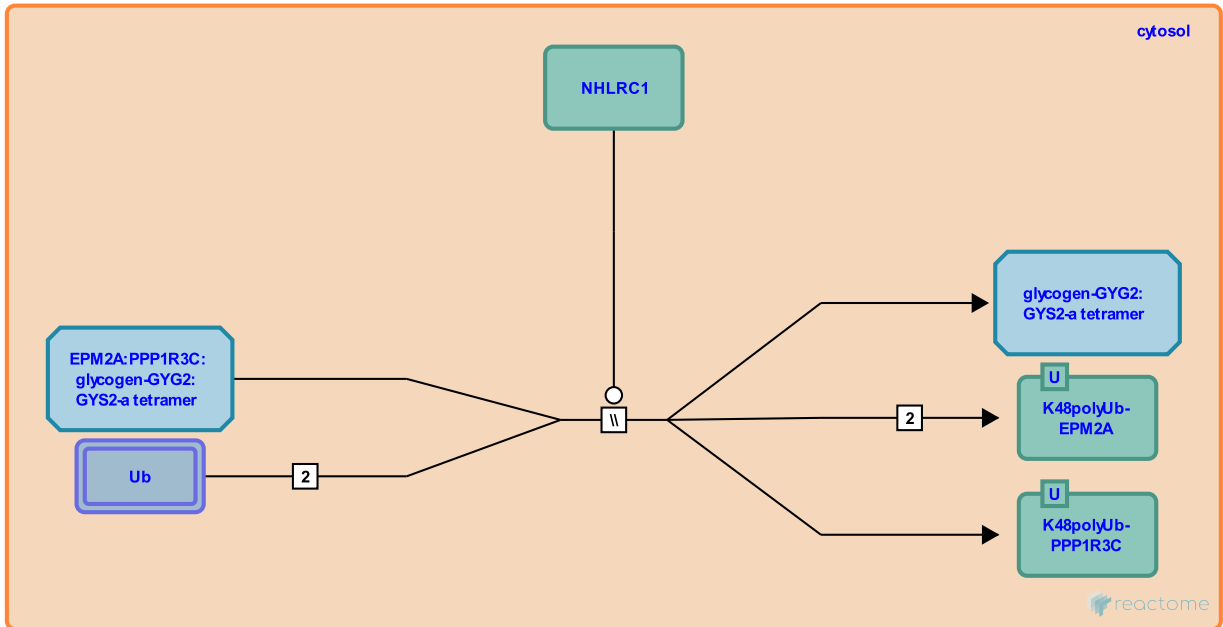 cytosol
NHLRC1
glycogen-GYG2:
GYS2-a tetramer
EPM2A:PPP1R3C:
glycogen-GYG2:
GYS2-a tetramer
U
K48polyUb-
EPM2A
\\
2
Ub
2
U
K48polyUb-
PPP1R3C
reactome